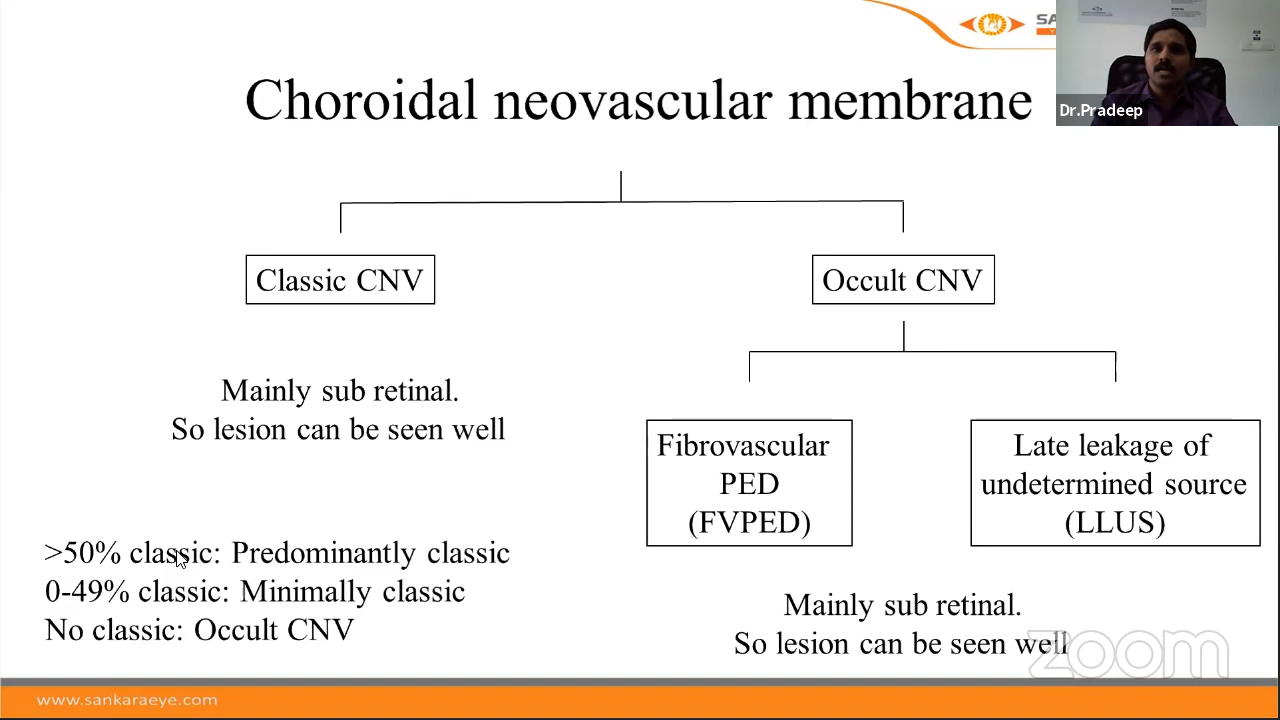 SA
Dr.Pradeep
Choroidal neovascular membrane
Classic CNV
Occult CNV
Mainly sub retinal.
So lesion can be seen well
Fibrovascular
PED
(FVPED)
Late leakage of
undetermined source
(LLUS)
>50% classic: Predominantly classic
0-49% classic: Minimally classic
No classic: Occult CNV
Mainly sub retinal.
So lesion can be seen well
zoom
www.sankaraeye.com